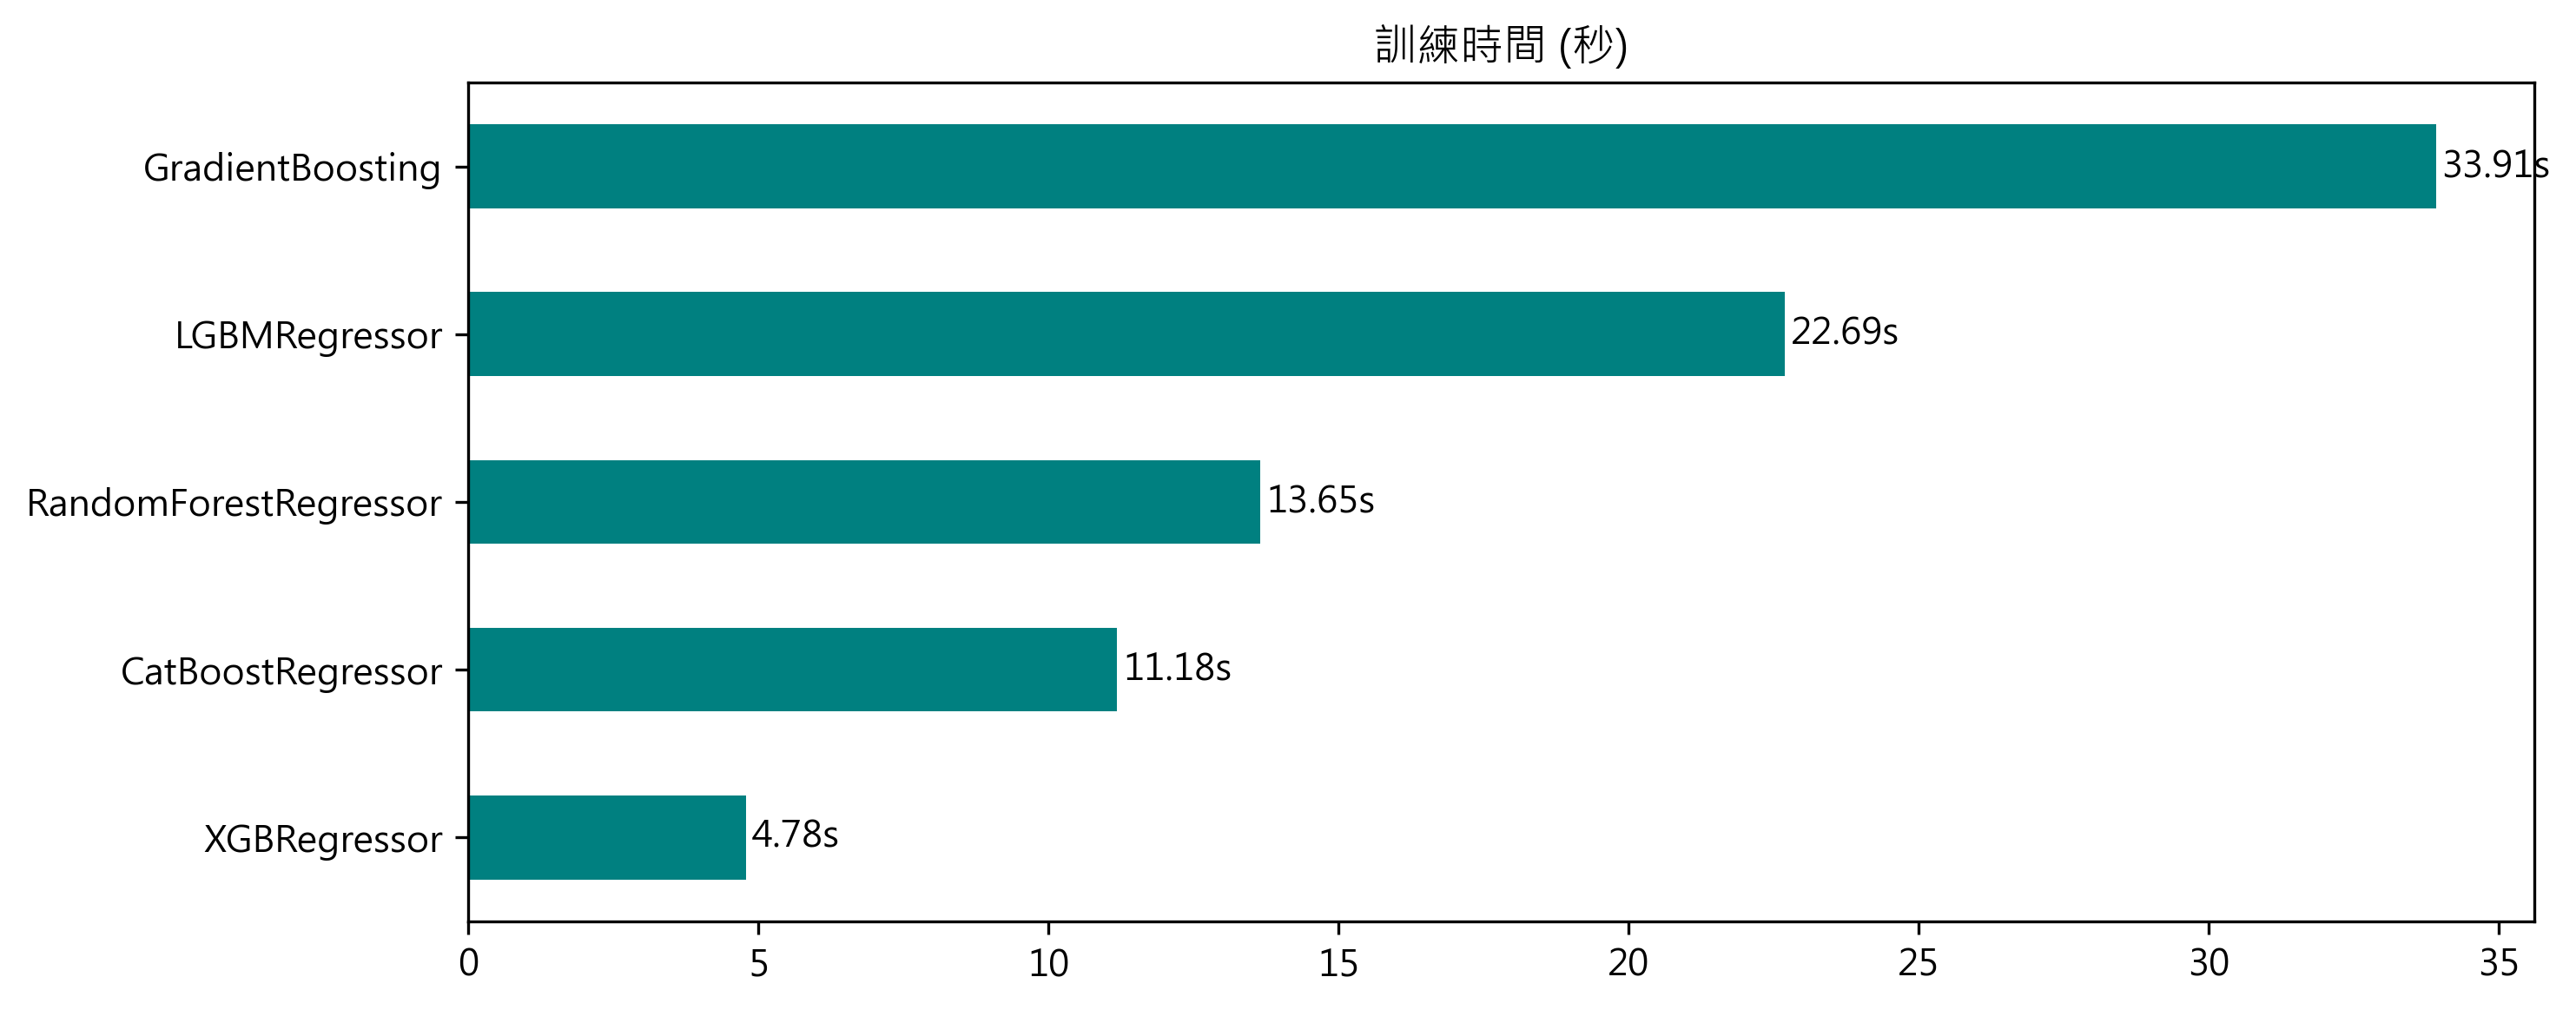 訓練時間 (秒)
GradientBoosting 33.91s
LGBMRegressor 22.69s
RandomForestRegressor 13.65s
CatBoostRegressor 11.18s
XGBRegressor 4.78s
0 5 10 15 20 25 30 35